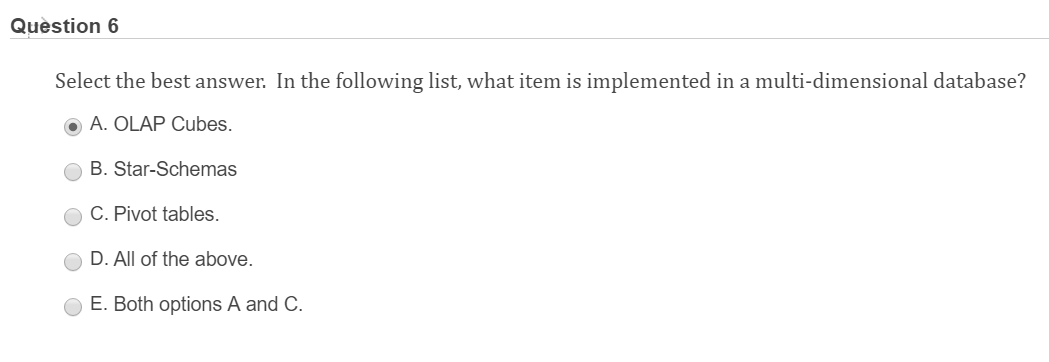 Question 6
Select the best answer. In the following list, what item is implemented in a multi-dimensional database?
A. OLAP Cubes.
B. Star-Schemas
C. Pivot tables.
D. All of the above.
E. Both options A and C.